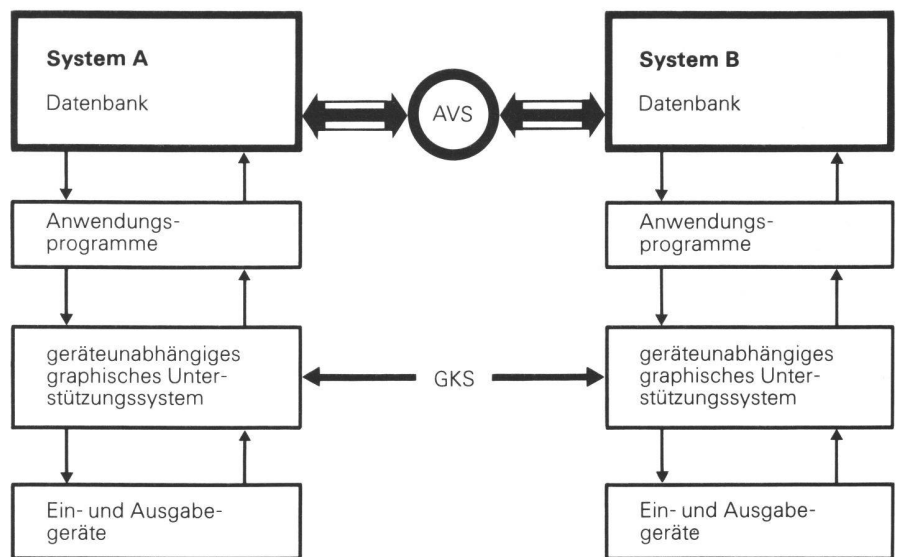 System A
Datenbank
AVS
System B
Datenbank
Anwendungs-
programme
Anwendungs-
programme
geräteunabhängiges
graphisches Unter-
stützungssystem
GKS
geräteunabhängiges
graphisches Unter-
stützungssystem
Ein- und Ausgabe-
geräte
Ein- und Ausgabe-
geräte